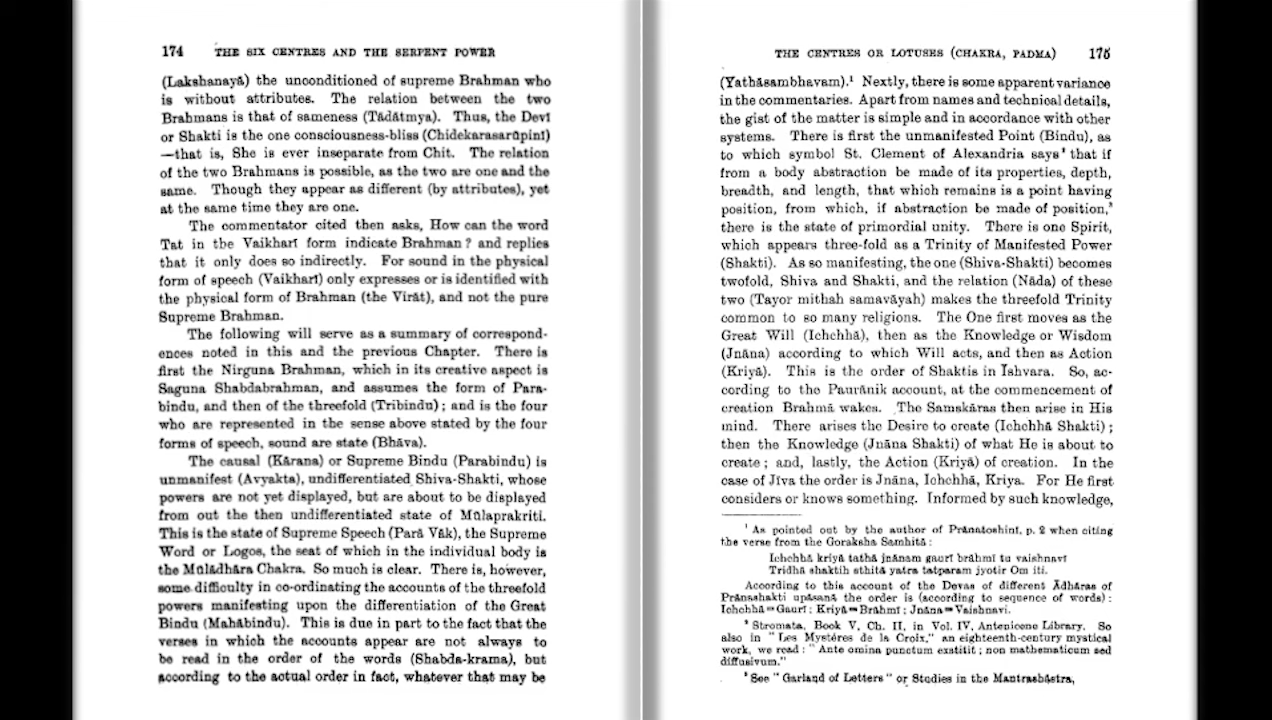 174 THE SIX CENTRES AND THE SERPENT POWER
(Lakshanayā) the unconditioned of supreme Brahman who
is without attributes. The relation between the two
Brahmans is that of sameness (Tādātmya). Thus, the Devī
or Shakti is the one consciousness-bliss (Chidekarasarūpinī)
—that is, She is ever inseparate from Chit. The relation
of the two Brahmans is possible, as the two are one and the
same. Though they appear as different (by attributes), yet
at the same time they are one.
The commentator cited then asks, How can the word
Tat in the Vaikharī form indicate Brahman? and replies
that it only does so indirectly. For sound in the physical
form of speech (Vaikharī) only expresses or is identified with
the physical form of Brahman (the Virāt), and not the pure
Supreme Brahman.
The following will serve as a summary of correspond-
ences noted in this and the previous Chapter. There is
first the Nirguna Brahman, which in its creative aspect is
Saguna Shabdabrahman, and assumes the form of Para-
bindu, and then of the threefold (Tribindu); and is the four
who are represented in the sense above stated by the four
forms of speech, sound are state (Bhāva).
The causal (Kārana) or Supreme Bindu (Parabindu) is
unmanifest (Avyakta), undifferentiated Shiva-Shakti, whose
powers are not yet displayed, but are about to be displayed
from out the then undifferentiated state of Mūlaprakriti.
This is the state of Supreme Speech (Parā Vāk), the Supreme
Word or Logos, the seat of which in the individual body is
the Mūlādhāra Chakra. So much is clear. There is, however,
some difficulty in co-ordinating the accounts of the threefold
powers manifesting upon the differentiation of the Great
Bindu (Mahābindu). This is due in part to the fact that the
verses in which the accounts appear are not always to
be read in the order of the words (Shabda-krama), but
according to the actual order in fact, whatever that may be
THE CENTRES OR LOTUSES (CHAKRA, PADMA) 175
(Yathāsambhavam).¹ Nextly, there is some apparent variance
in the commentaries. Apart from names and technical details,
the gist of the matter is simple and in accordance with other
systems. There is first the unmanifested Point (Bindu), as
to which symbol St. Clement of Alexandria says² that if
from a body abstraction be made of its properties, depth,
breadth, and length, that which remains is a point having
position, from which, if abstraction be made of position,³
there is the state of primordial unity. There is one Spirit,
which appears three-fold as a Trinity of Manifested Power
(Shakti). As so manifesting, the one (Shiva-Shakti) becomes
twofold, Shiva and Shakti, and the relation (Nāda) of these
two (Tayor mithah samavāyah) makes the threefold Trinity
common to so many religions. The One first moves as the
Great Will (Ichchhā), then as the Knowledge or Wisdom
(Jnāna) according to which Will acts, and then as Action
(Kriyā). This is the order of Shaktis in Īshvara. So, ac-
cording to the Paurānik account, at the commencement of
creation Brahmā wakes. The Samskāras then arise in His
mind. There arises the Desire to create (Ichchhā Shakti);
then the Knowledge (Jnāna Shakti) of what He is about to
create; and, lastly, the Action (Kriyā) of creation. In the
case of Jīva the order is Jnāna, Ichchhā, Kriya. For He first
considers or knows something. Informed by such knowledge,
¹ As pointed out by the author of Prānatoshinī, p. 2 when citing
the verse from the Goraksha Samhitā:
Ichchhā kriyā tathā jnānam gaurī brāhmī tu vaishnavī
Tridhā shaktih sthitā yatra tatparam jyotir Om iti.
According to this account of the Devas of different Ādhāras of
Prānashakti upāsanā the order is (according to sequence of words):
Ichchhā=Gaurī; Kriyā=Brāhmī; Jnāna=Vaishnavi.
² Stromata, Book V, Ch. II, in Vol. IV, Antenicene Library. So
also in "Les Mystéres de la Croix," an eighteenth-century mystical
work, we read: "Ante omina punctum exstitit; non mathematicum sed
diffusivum."
³ See "Garland of Letters" or Studies in the Mantrashāstra,